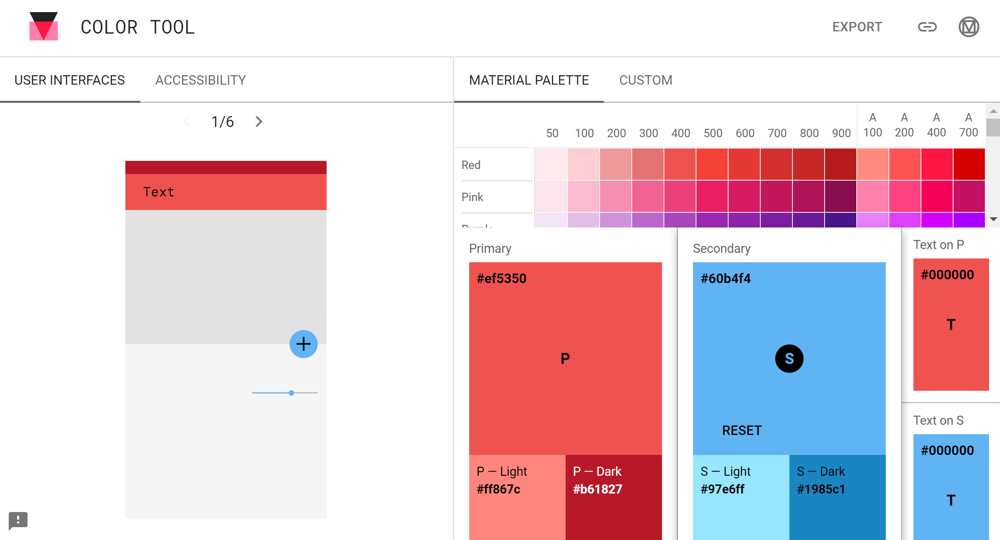 COLOR TOOL
EXPORT
USER INTERFACES
ACCESSIBILITY
MATERIAL PALETTE
CUSTOM
1/6
50 100 200 300 400 500 600 700 800 900 A 100 A 200 A 400 A 700
Red
Pink
Purple
Text
Primary
#ef5350
P
P — Light
#ff867c
P — Dark
#b61827
Secondary
#60b4f4
S
RESET
S — Light
#97e6ff
S — Dark
#1985c1
Text on P
#000000
T
Text on S
#000000
T